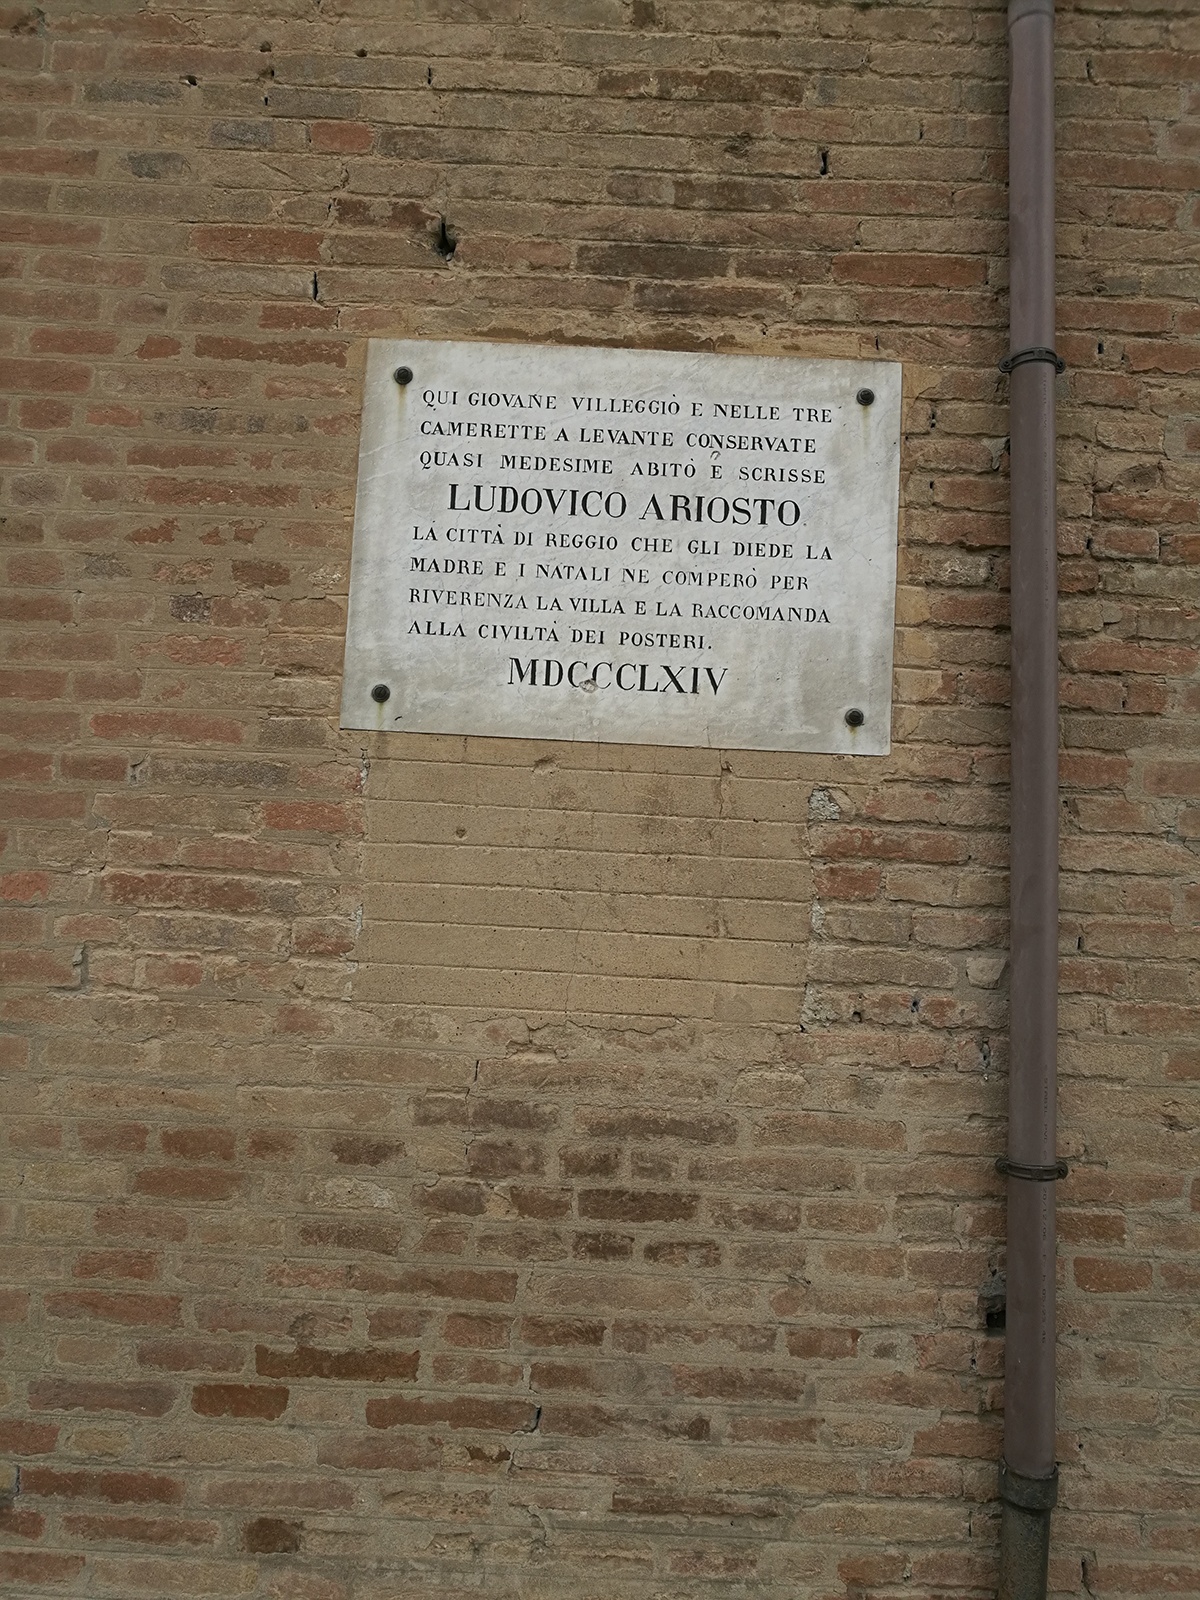 QUI GIOVANE VILLEGGIÒ E NELLE TRE
CAMERETTE A LEVANTE CONSERVATE
QUASI MEDESIME ABITÒ E SCRISSE
LUDOVICO ARIOSTO
LA CITTÀ DI REGGIO CHE GLI DIEDE LA
MADRE E I NATALI NE COMPERÒ PER
RIVERENZA LA VILLA E LA RACCOMANDA
ALLA CIVILTÀ DEI POSTERI.
MDCCCLXIV